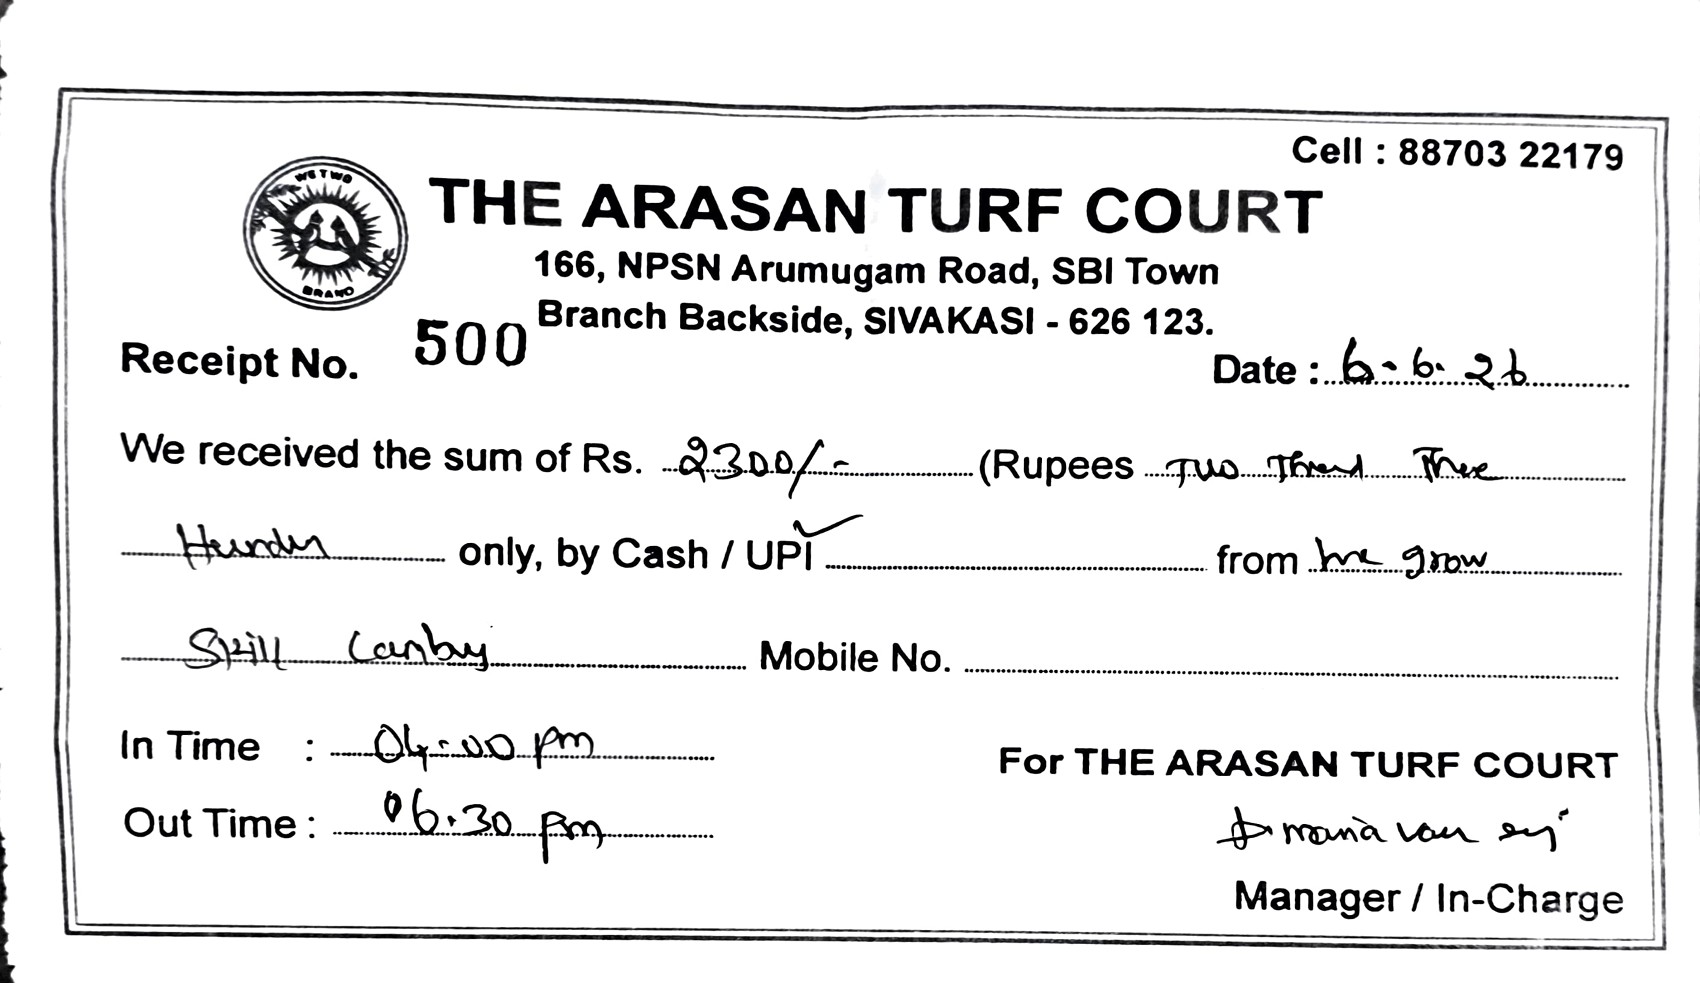 Cell : 88703 22179
WE TWO
BRAND
THE ARASAN TURF COURT
166, NPSN Arumugam Road, SBI Town
Branch Backside, SIVAKASI - 626 123.
Receipt No. 500
Date : 6.6.26
We received the sum of Rs. 2300/- (Rupees Two Thousand Three
Hundred only, by Cash / UPI ✓ from We grow
Skill Mobile No.
In Time : 04.00 pm
Out Time : 06.30 pm
For THE ARASAN TURF COURT
Manager / In-Charge